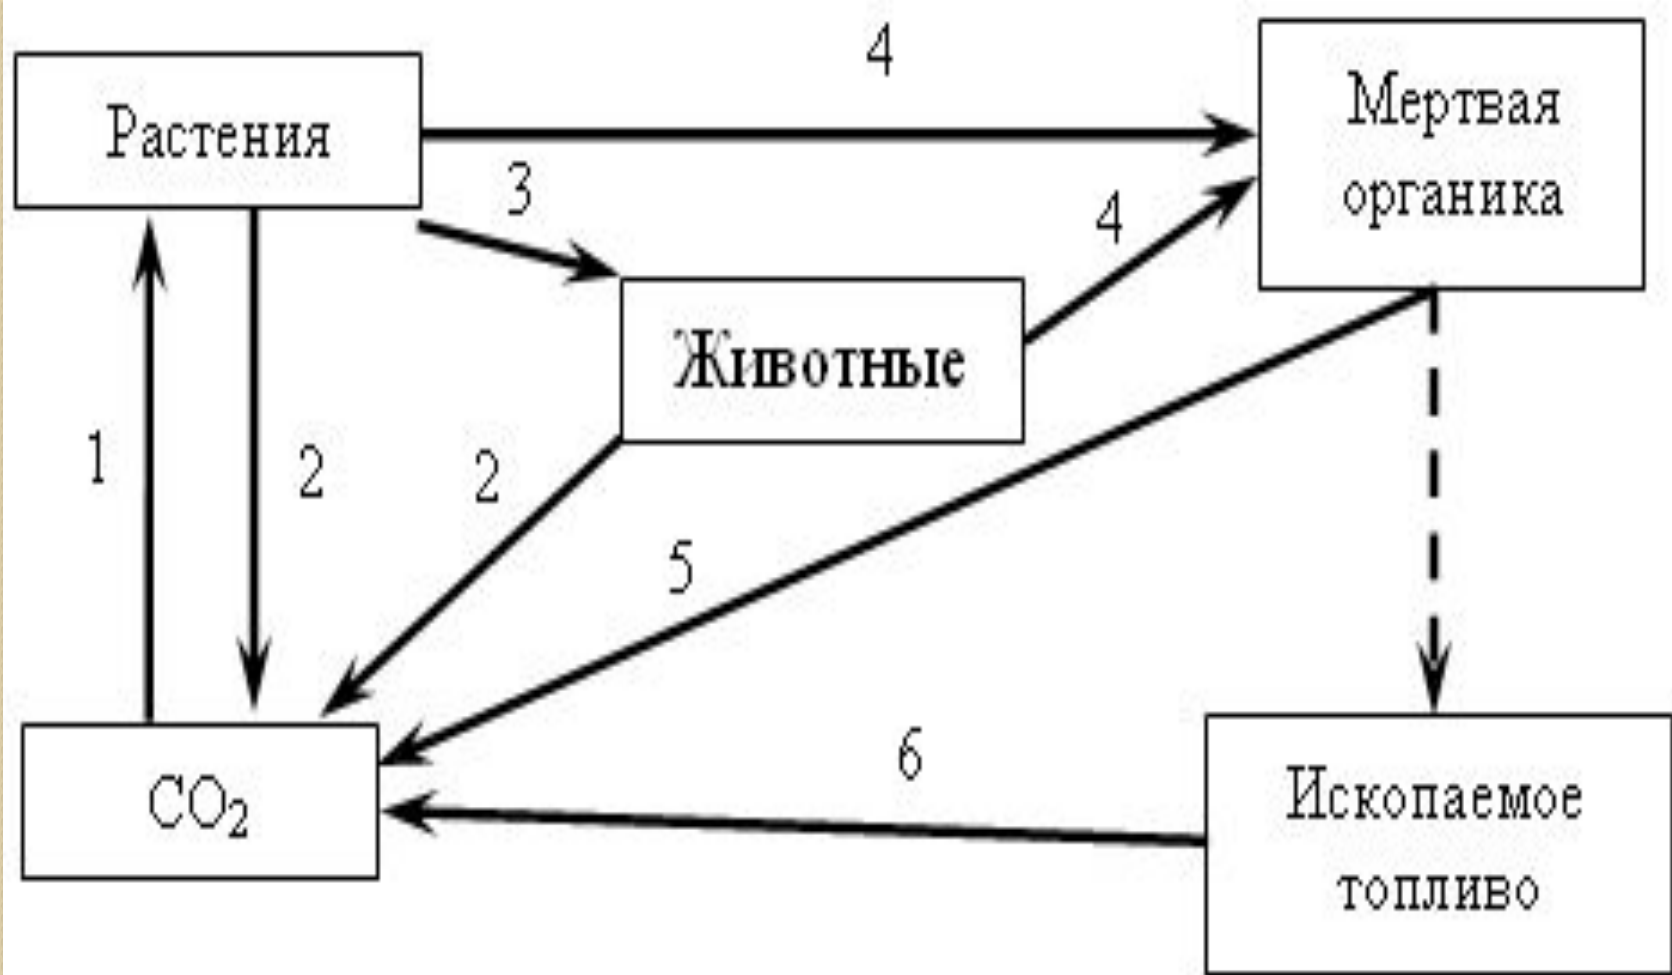 4
Растения
Мертвая
органика
3
4
Животные
1
2
2
5
6
CO₂
Ископаемое
топливо